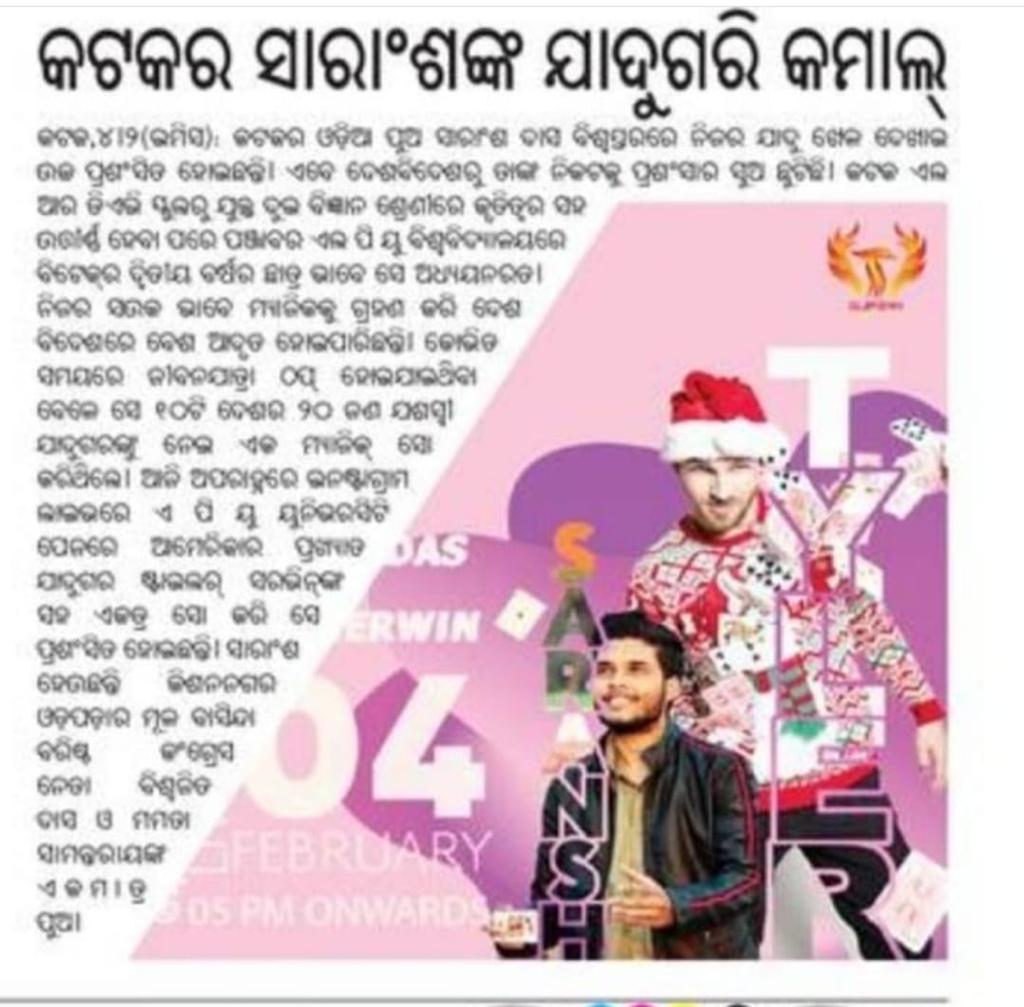 କଟକର ସାରାଂଶଙ୍କ ଯାଦୁଗରି କମାଲ୍
କଟକ,୪।୨(ଭମିସ): କଟକର ଓଡ଼ିଆ ପୁଅ ସାରାଂଶ ଦାସ ବିଶ୍ୱସ୍ତରରେ ନିଜର ଯାଦୁ ଖେଳ ଦେଖାଇ
ଉଚ୍ଚ ପ୍ରଶଂସିତ ହୋଇଛନ୍ତି। ଏବେ ଦେଶବିଦେଶରୁ ତାଙ୍କ ନିକଟକୁ ପ୍ରଶଂସାର ସୁଅ ଛୁଟିଛି। କଟକ ଏଲ
ଆର ଡିଏଭି ସ୍କୁଲରୁ ଯୁକ୍ତ ଦୁଇ ବିଜ୍ଞାନ ଶ୍ରେଣୀରେ କୃତିତ୍ୱର ସହ
ଉତ୍ତୀର୍ଣ୍ଣ ହେବା ପରେ ପଞ୍ଜାବର ଏଲ ପି ୟୁ ବିଶ୍ୱବିଦ୍ୟାଳୟରେ
ବିଟେକ୍‌ର ଦ୍ୱିତୀୟ ବର୍ଷର ଛାତ୍ର ଭାବେ ସେ ଅଧ୍ୟୟନରତ।
ନିଜର ସଉକ ଭାବେ ମ୍ୟାଜିକକୁ ଗ୍ରହଣ କରି ଦେଶ
ବିଦେଶରେ ବେଶ ଆଦୃତ ହୋଇପାରିଛନ୍ତି। କୋଭିଡ
ସମୟରେ ଜୀବନଯାତ୍ରା ଠପ୍ ହୋଇଯାଇଥିବା
ବେଳେ ସେ ୧୦ଟି ଦେଶର ୨୦ ଜଣ ଯଶସ୍ୱୀ
ଯାଦୁଗରଙ୍କୁ ନେଇ ଏକ ମ୍ୟାଜିକ୍ ସୋ
କରିଥିଲେ। ଆଜି ଅପରାହ୍ନରେ ଇନଷ୍ଟାଗ୍ରାମ
ଲାଇଭରେ ଏ ପି ୟୁ ୟୁନିଭରସିଟି
ପେଜରେ ଆମେରିକାର ପ୍ରଖ୍ୟାତ
ଯାଦୁଗର ଷ୍ଟାଇଲର୍ ସରଭିନ୍‌ଙ୍କ
ସହ ଏକତ୍ର ସୋ କରି ସେ
ପ୍ରଶଂସିତ ହୋଇଛନ୍ତି। ସାରାଂଶ
ହେଉଛନ୍ତି କିଶନନଗର
ଓଡ଼ପଡ଼ାର ମୂଳ ବାସିନ୍ଦା
ବରିଷ୍ଟ କଂଗ୍ରେସ
ନେତା ବିଶ୍ୱଜିତ
ଦାସ ଓ ମମତା
ସାମନ୍ତରାୟଙ୍କ
ଏକମାତ୍ର
ପୁଅ।
DAS
ERWIN
04
FEBRUARY
05 PM ONWARDS
SARANSH
TYLER